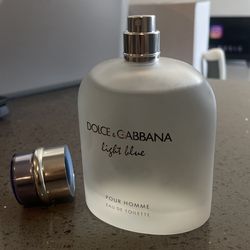 DOLCE & GABBANA
light blue
POUR HOMME
EAU DE TOILETTE